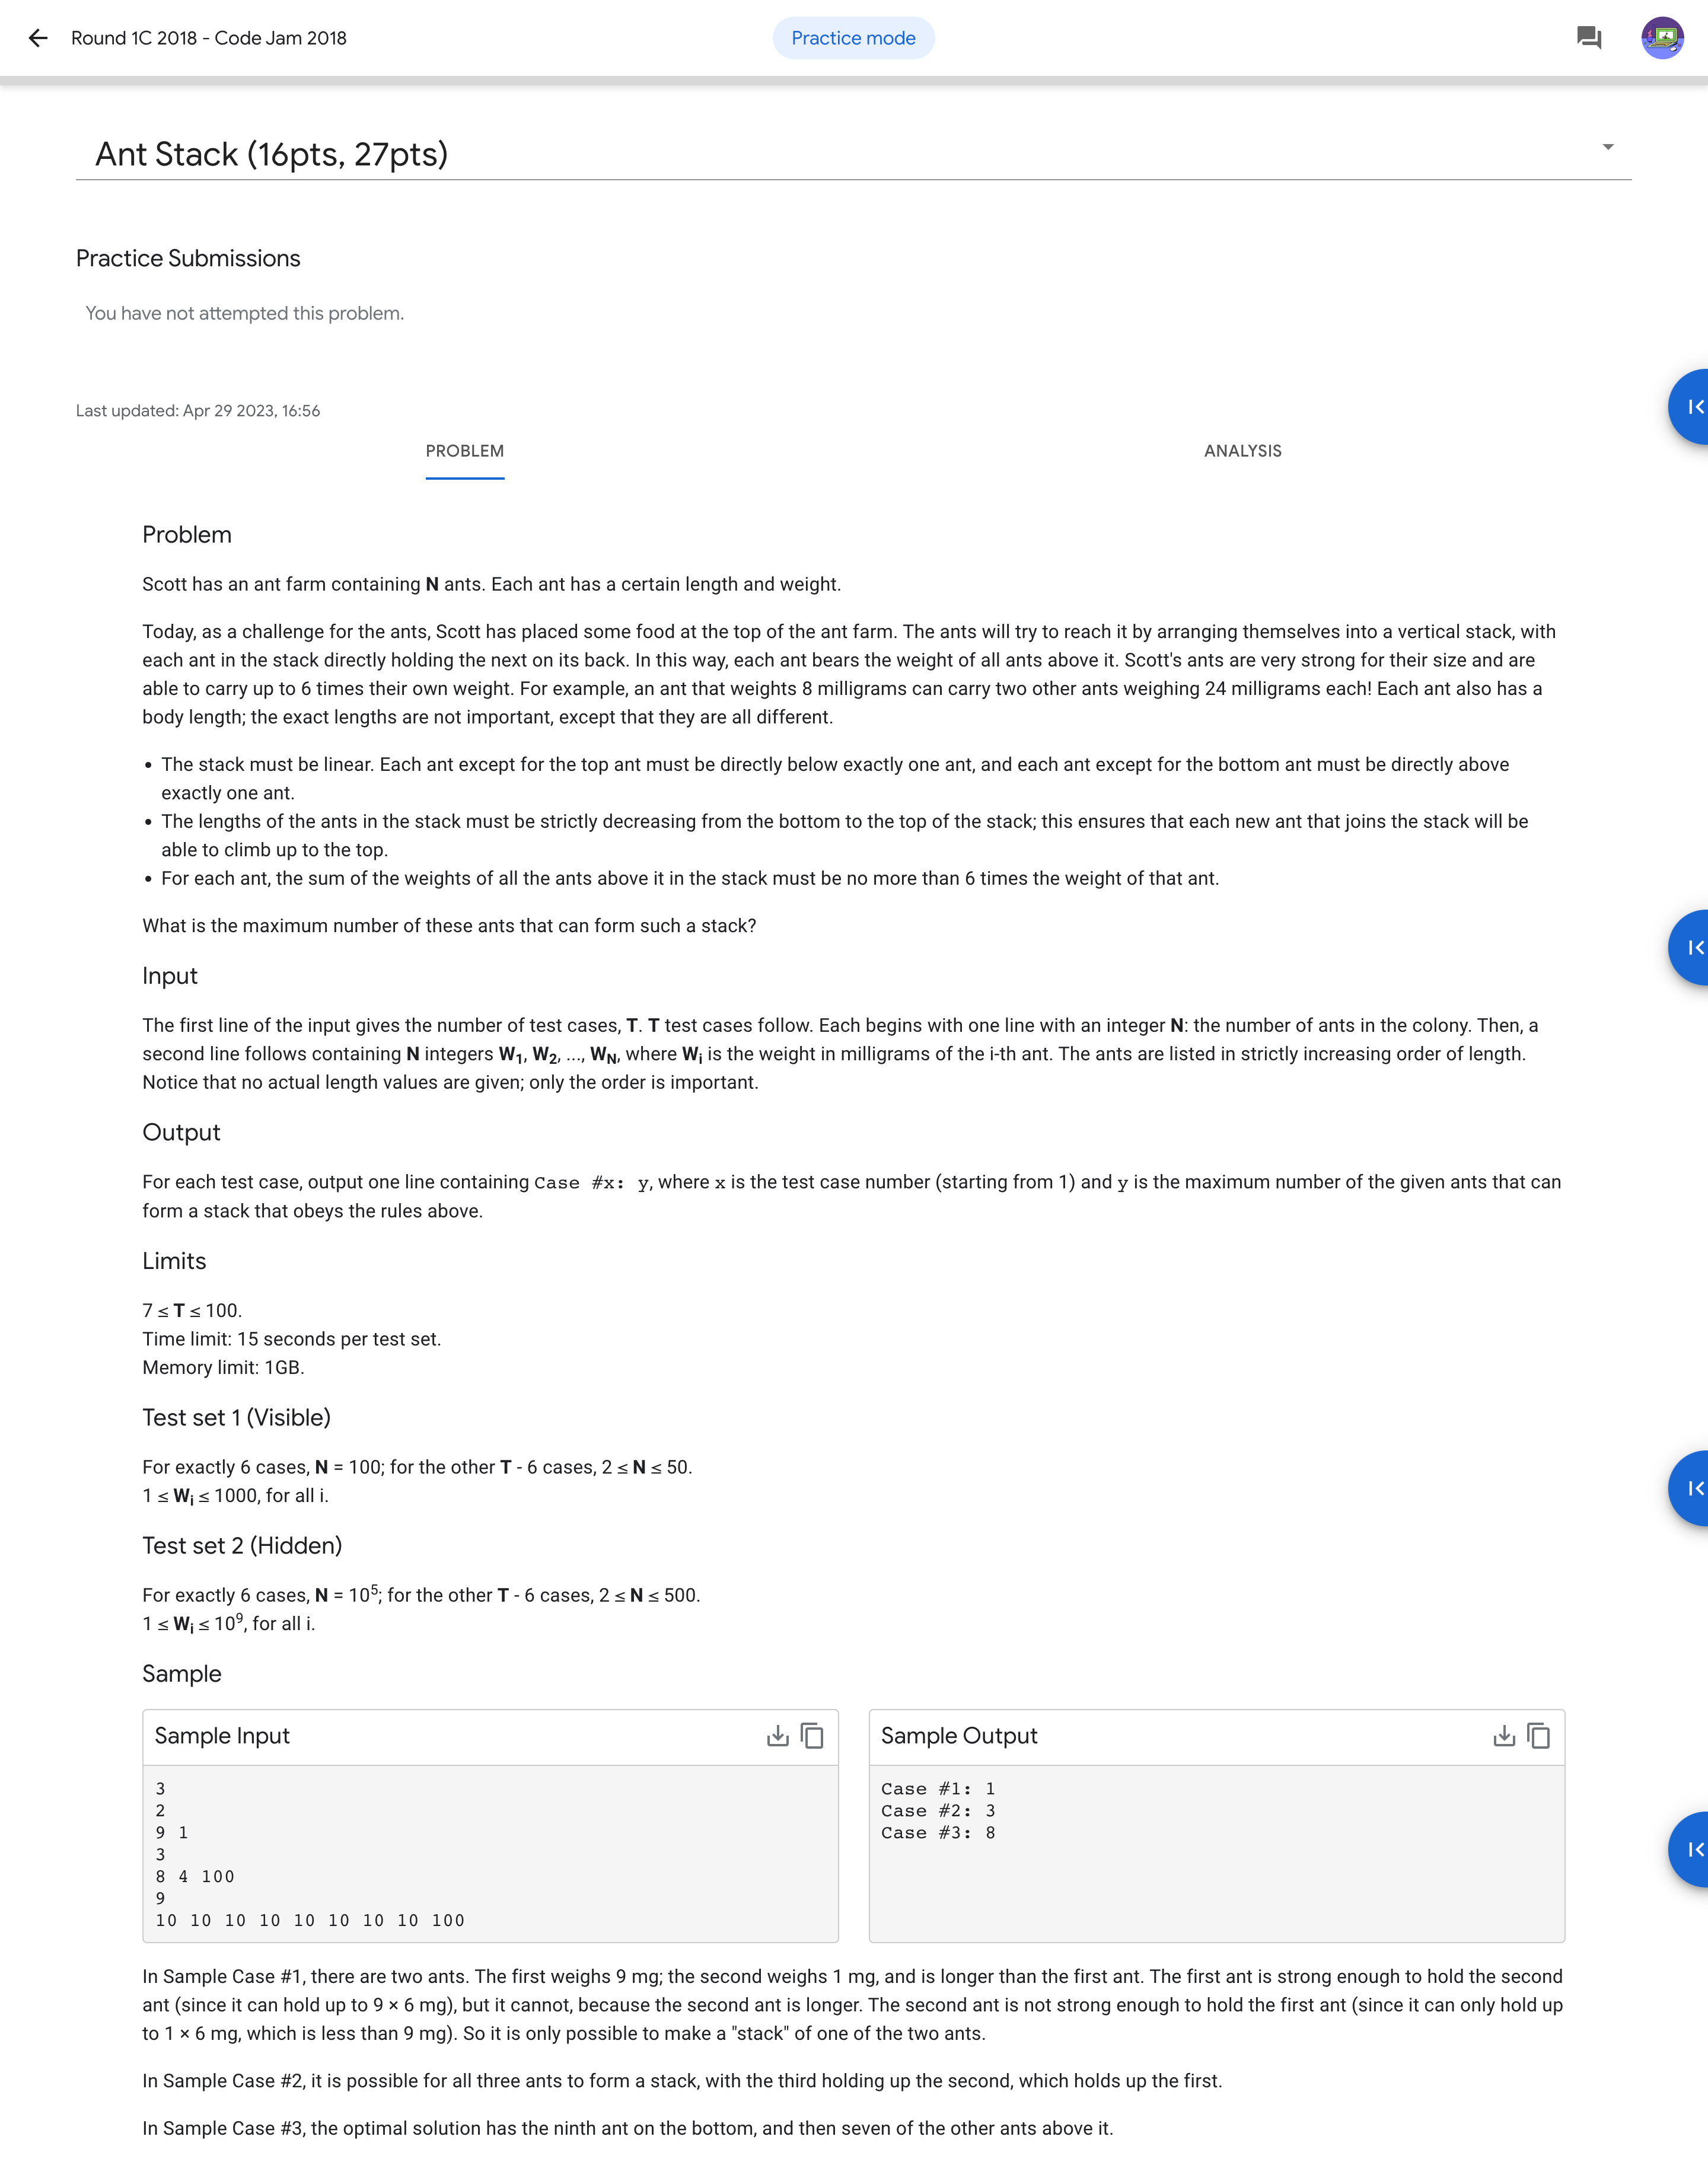 Round 1C 2018 - Code Jam 2018
Practice mode
Ant Stack (16pts, 27pts)
Practice Submissions
You have not attempted this problem.
Last updated: Apr 29 2023, 16:56
PROBLEM
ANALYSIS
Problem
Scott has an ant farm containing N ants. Each ant has a certain length and weight.
Today, as a challenge for the ants, Scott has placed some food at the top of the ant farm. The ants will try to reach it by arranging themselves into a vertical stack, with
each ant in the stack directly holding the next on its back. In this way, each ant bears the weight of all ants above it. Scott's ants are very strong for their size and are
able to carry up to 6 times their own weight. For example, an ant that weights 8 milligrams can carry two other ants weighing 24 milligrams each! Each ant also has a
body length; the exact lengths are not important, except that they are all different.
• The stack must be linear. Each ant except for the top ant must be directly below exactly one ant, and each ant except for the bottom ant must be directly above
exactly one ant.
• The lengths of the ants in the stack must be strictly decreasing from the bottom to the top of the stack; this ensures that each new ant that joins the stack will be
able to climb up to the top.
• For each ant, the sum of the weights of all the ants above it in the stack must be no more than 6 times the weight of that ant.
What is the maximum number of these ants that can form such a stack?
Input
The first line of the input gives the number of test cases, T. T test cases follow. Each begins with one line with an integer N: the number of ants in the colony. Then, a
second line follows containing N integers W1, W2, ..., WN, where Wi is the weight in milligrams of the i-th ant. The ants are listed in strictly increasing order of length.
Notice that no actual length values are given; only the order is important.
Output
For each test case, output one line containing Case #x: y, where x is the test case number (starting from 1) and y is the maximum number of the given ants that can
form a stack that obeys the rules above.
Limits
7 ≤ T ≤ 100.
Time limit: 15 seconds per test set.
Memory limit: 1GB.
Test set 1 (Visible)
For exactly 6 cases, N = 100; for the other T - 6 cases, 2 ≤ N ≤ 50.
1 ≤ Wi ≤ 1000, for all i.
Test set 2 (Hidden)
For exactly 6 cases, N = 10^5; for the other T - 6 cases, 2 ≤ N ≤ 500.
1 ≤ Wi ≤ 10^9, for all i.
Sample
Sample Input
3
2
9 1
3
8 4 100
9
10 10 10 10 10 10 10 10 100
Sample Output
Case #1: 1
Case #2: 3
Case #3: 8
In Sample Case #1, there are two ants. The first weighs 9 mg; the second weighs 1 mg, and is longer than the first ant. The first ant is strong enough to hold the second
ant (since it can hold up to 9 × 6 mg), but it cannot, because the second ant is longer. The second ant is not strong enough to hold the first ant (since it can only hold up
to 1 × 6 mg, which is less than 9 mg). So it is only possible to make a "stack" of one of the two ants.
In Sample Case #2, it is possible for all three ants to form a stack, with the third holding up the second, which holds up the first.
In Sample Case #3, the optimal solution has the ninth ant on the bottom, and then seven of the other ants above it.